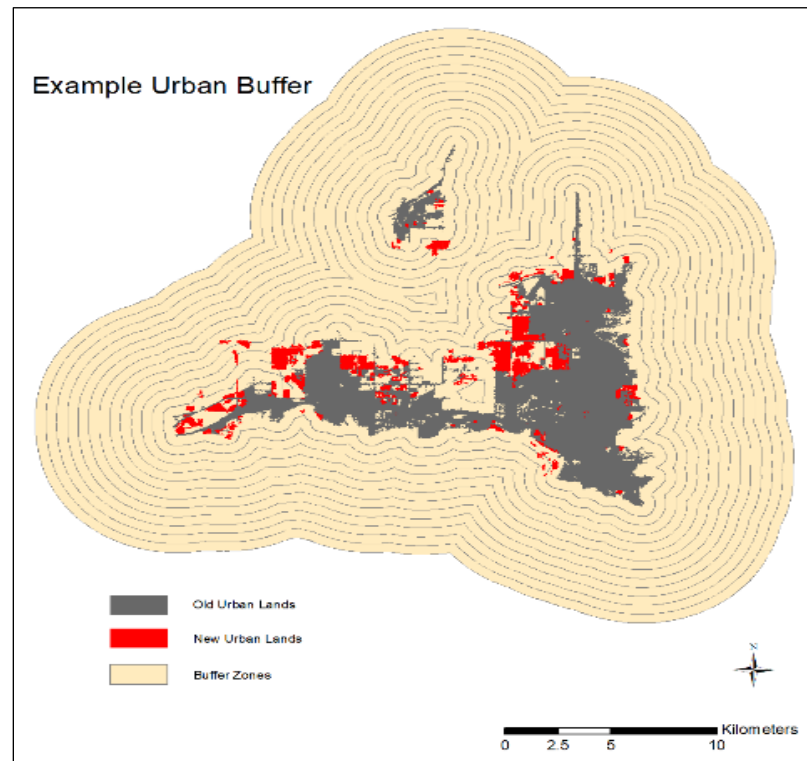 Example Urban Buffer
Old Urban Lands
New Urban Lands
Buffer Zones
N
Kilometers
0 2.5 5 10